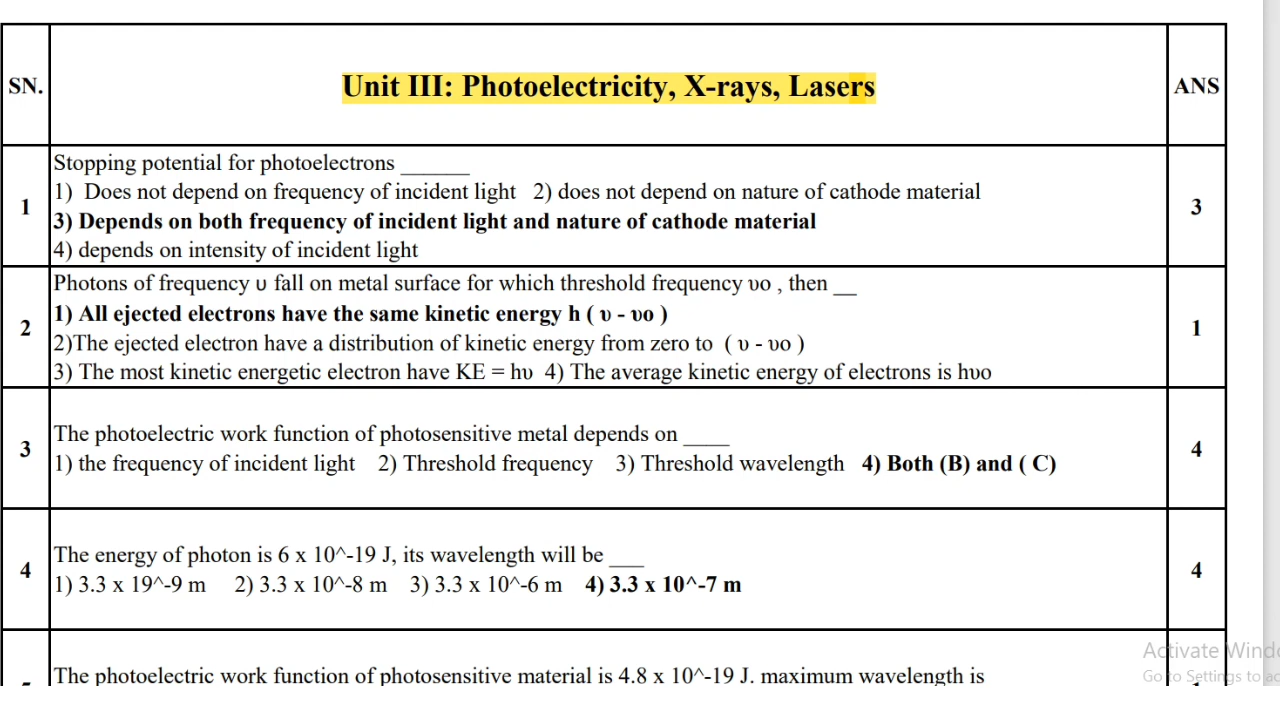 SN.
Unit III: Photoelectricity, X-rays, Lasers
ANS
1
Stopping potential for photoelectrons ______
1) Does not depend on frequency of incident light 2) does not depend on nature of cathode material
3) Depends on both frequency of incident light and nature of cathode material
4) depends on intensity of incident light
3
2
Photons of frequency υ fall on metal surface for which threshold frequency υo , then __
1) All ejected electrons have the same kinetic energy h ( υ - υo )
2)The ejected electron have a distribution of kinetic energy from zero to ( υ - υo )
3) The most kinetic energetic electron have KE = hυ 4) The average kinetic energy of electrons is hυo
1
3
The photoelectric work function of photosensitive metal depends on ____
1) the frequency of incident light 2) Threshold frequency 3) Threshold wavelength 4) Both (B) and ( C)
4
4
The energy of photon is 6 x 10^-19 J, its wavelength will be ___
1) 3.3 x 19^-9 m 2) 3.3 x 10^-8 m 3) 3.3 x 10^-6 m 4) 3.3 x 10^-7 m
4
The photoelectric work function of photosensitive material is 4.8 x 10^-19 J. maximum wavelength is
Activate
Go to Settings to